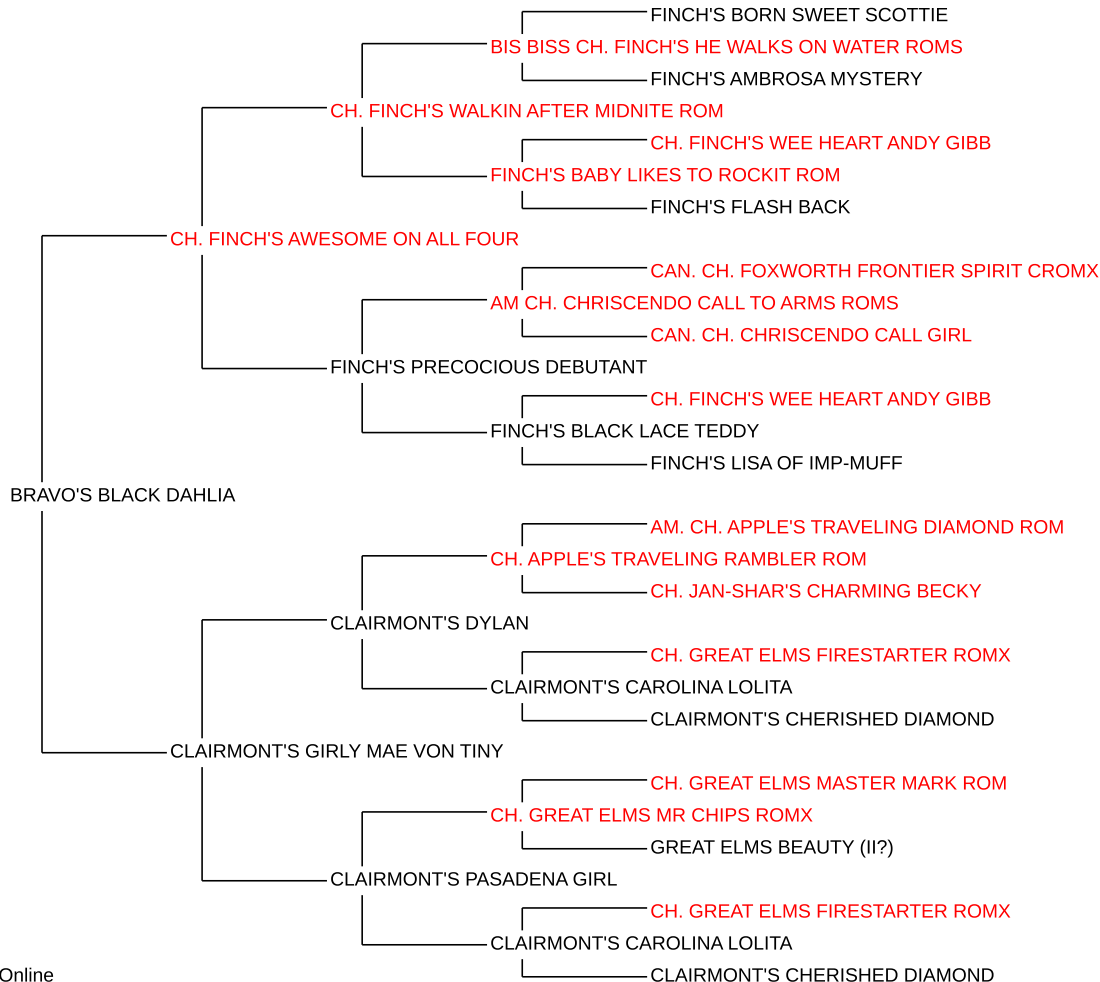 FINCH'S BORN SWEET SCOTTIE
BIS BISS CH. FINCH'S HE WALKS ON WATER ROMS
FINCH'S AMBROSA MYSTERY
CH. FINCH'S WALKIN AFTER MIDNITE ROM
CH. FINCH'S WEE HEART ANDY GIBB
FINCH'S BABY LIKES TO ROCKIT ROM
FINCH'S FLASH BACK
CH. FINCH'S AWESOME ON ALL FOUR
CAN. CH. FOXWORTH FRONTIER SPIRIT CROMX
AM CH. CHRISCENDO CALL TO ARMS ROMS
CAN. CH. CHRISCENDO CALL GIRL
FINCH'S PRECOCIOUS DEBUTANT
CH. FINCH'S WEE HEART ANDY GIBB
FINCH'S BLACK LACE TEDDY
FINCH'S LISA OF IMP-MUFF
BRAVO'S BLACK DAHLIA
AM. CH. APPLE'S TRAVELING DIAMOND ROM
CH. APPLE'S TRAVELING RAMBLER ROM
CH. JAN-SHAR'S CHARMING BECKY
CLAIRMONT'S DYLAN
CH. GREAT ELMS FIRESTARTER ROMX
CLAIRMONT'S CAROLINA LOLITA
CLAIRMONT'S CHERISHED DIAMOND
CLAIRMONT'S GIRLY MAE VON TINY
CH. GREAT ELMS MASTER MARK ROM
CH. GREAT ELMS MR CHIPS ROMX
GREAT ELMS BEAUTY (II?)
CLAIRMONT'S PASADENA GIRL
CH. GREAT ELMS FIRESTARTER ROMX
CLAIRMONT'S CAROLINA LOLITA
CLAIRMONT'S CHERISHED DIAMOND
Online